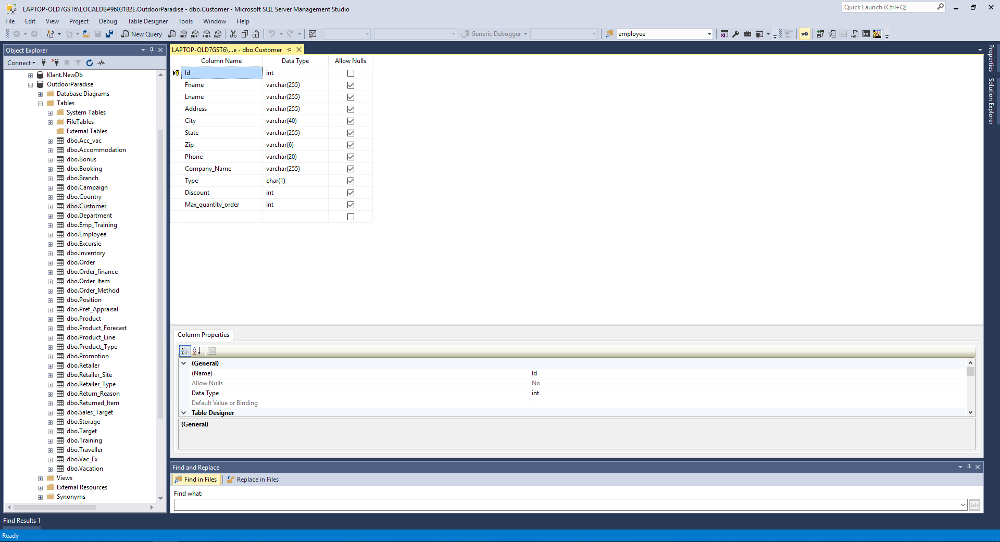 LAPTOP-OLD7GST6\LOCALDB#9603182E.OutdoorParadise - dbo.Customer - Microsoft SQL Server Management Studio
Quick Launch (Ctrl+Q)
File Edit View Project Debug Table Designer Tools Window Help
New Query MDX DMX XMLA DAX Generic Debugger employee
Object Explorer
Connect
Klant.NewDb
OutdoorParadise
Database Diagrams
Tables
System Tables
FileTables
External Tables
dbo.Acc_vac
dbo.Accommodation
dbo.Bonus
dbo.Booking
dbo.Branch
dbo.Campaign
dbo.Country
dbo.Customer
dbo.Department
dbo.Emp_Training
dbo.Employee
dbo.Excursie
dbo.Inventory
dbo.Order
dbo.Order_finance
dbo.Order_Item
dbo.Order_Method
dbo.Position
dbo.Pref_Appraisal
dbo.Product
dbo.Product_Forecast
dbo.Product_Line
dbo.Product_Type
dbo.Promotion
dbo.Retailer
dbo.Retailer_Site
dbo.Retailer_Type
dbo.Return_Reason
dbo.Returned_Item
dbo.Sales_Target
dbo.Storage
dbo.Target
dbo.Training
dbo.Traveller
dbo.Vac_Ex
dbo.Vacation
Views
External Resources
Synonyms
LAPTOP-OLD7GST6\...e - dbo.Customer
Column Name Data Type Allow Nulls
Id int
Fname varchar(255)
Lname varchar(255)
Address varchar(255)
City varchar(40)
State varchar(255)
Zip varchar(6)
Phone varchar(20)
Company_Name varchar(255)
Type char(1)
Discount int
Max_quantity_order int
Column Properties
(General)
(Name) Id
Allow Nulls No
Data Type int
Default Value or Binding
Table Designer
(General)
Find and Replace
Find in Files Replace in Files
Find what:
Properties
Solution Explorer
Find Results 1
Ready